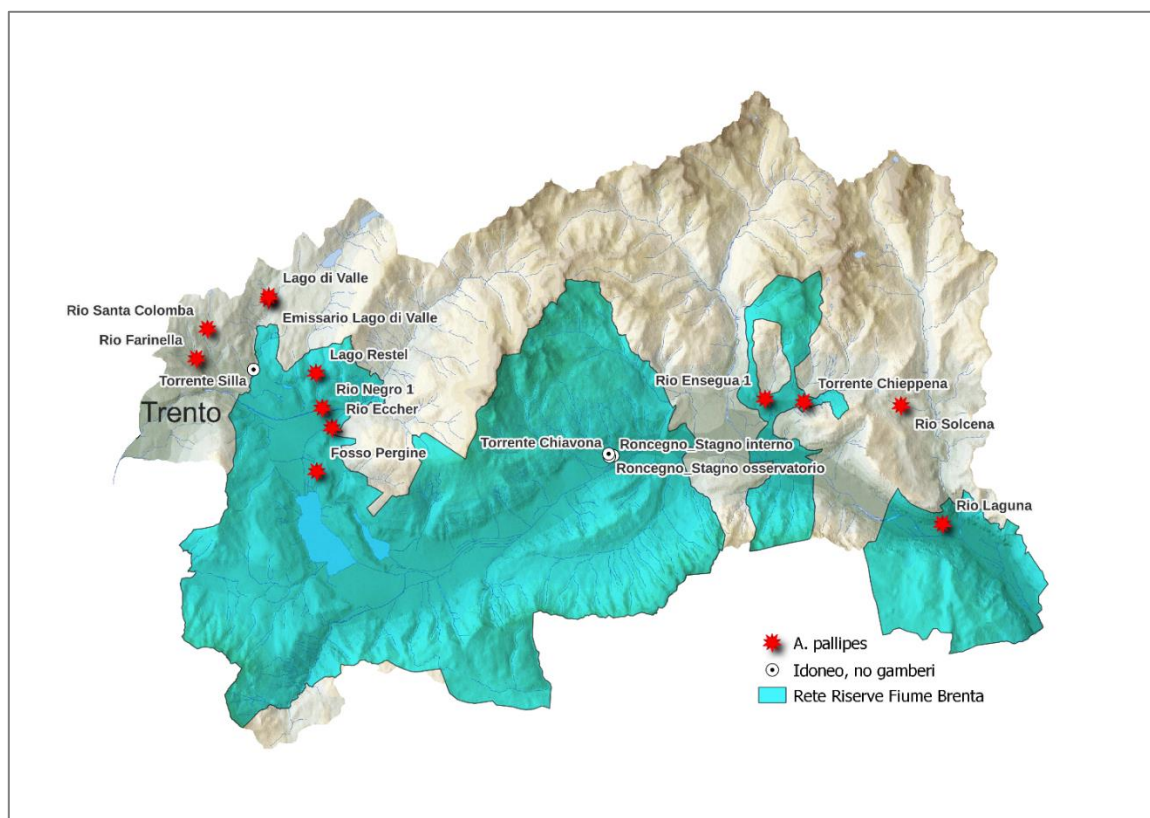 Lago di Valle
Rio Santa Colomba
Emissario Lago di Valle
Rio Farinella
Lago Restel
Torrente Silla
Rio Negro 1
Rio Ensegua 1
Torrente Chieppena
Trento
Rio Eccher
Rio Solcena
Torrente Chiavona
Roncegno_Stagno interno
Fosso Pergine
Roncegno_Stagno osservatorio
Rio Laguna
A. pallipes
Idoneo, no gamberi
Rete Riserve Fiume Brenta